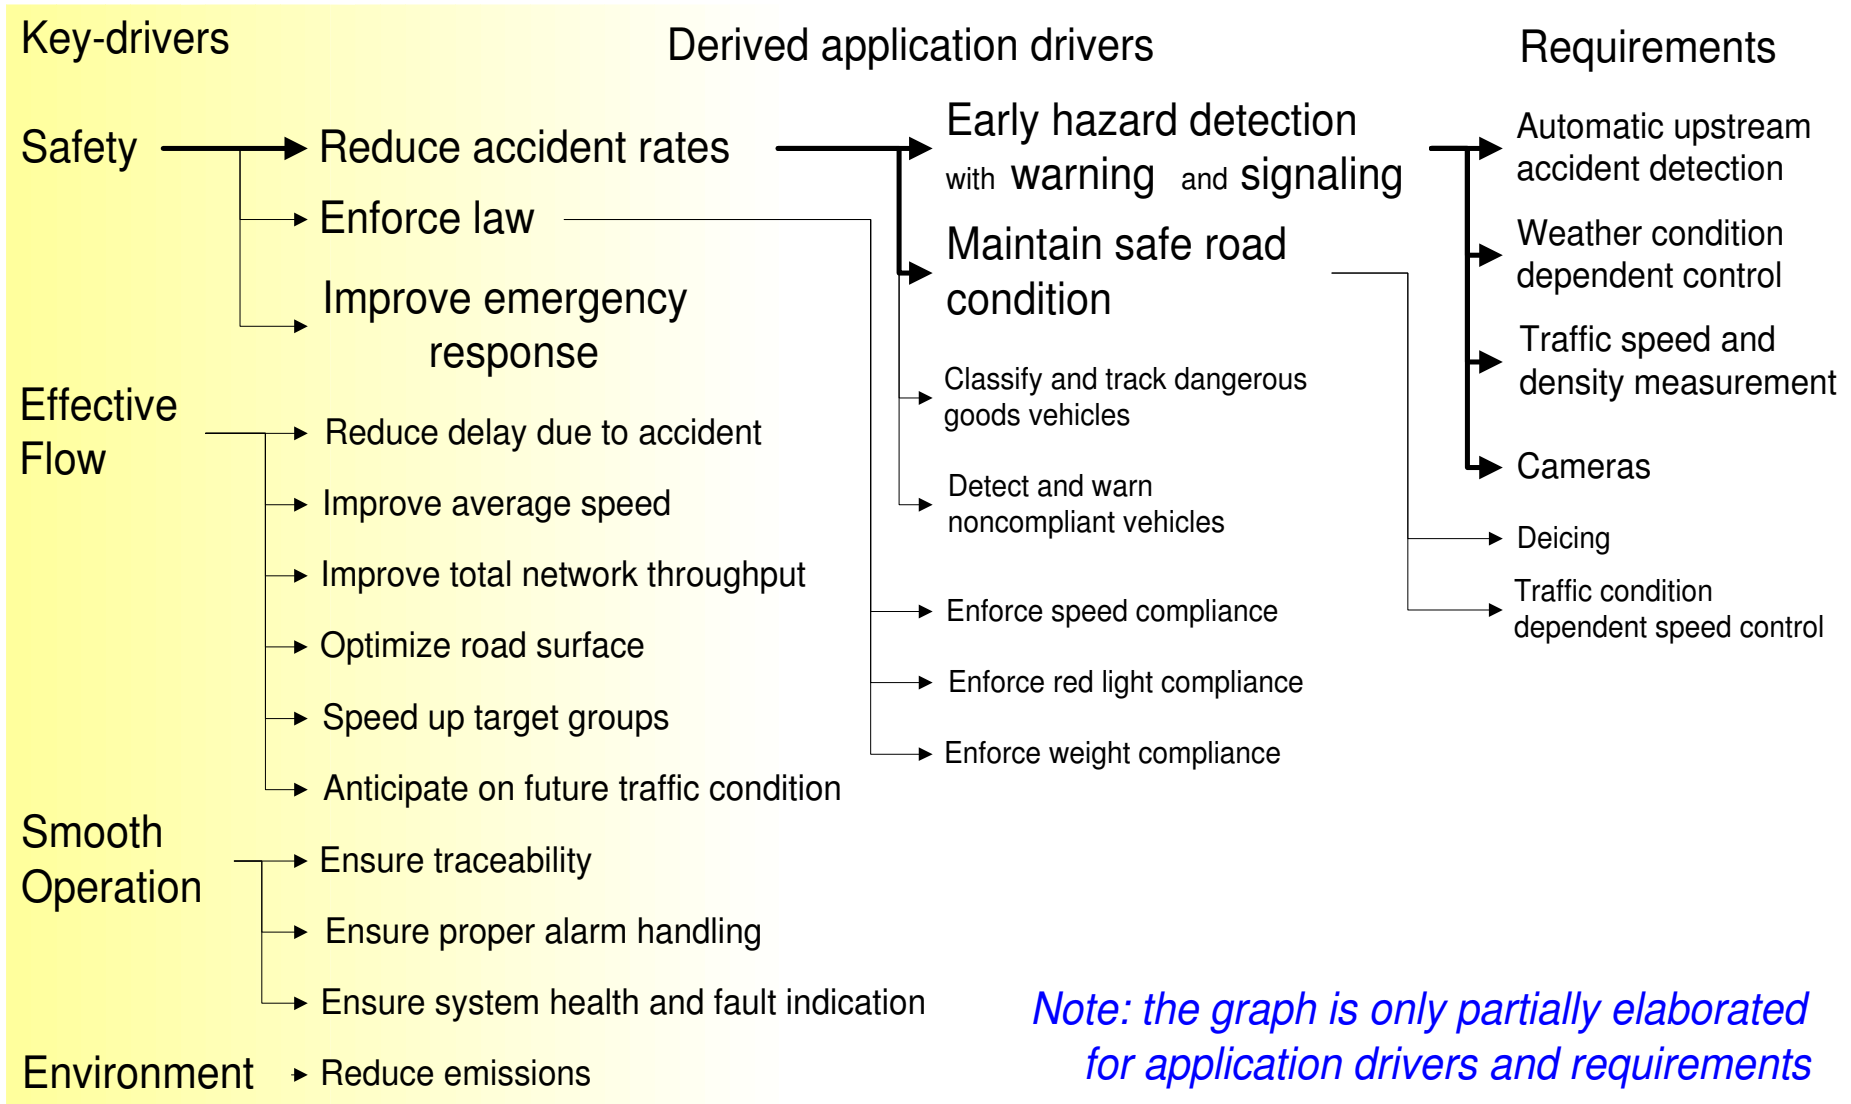 Key-drivers
Derived application drivers
Requirements
Safety
Reduce accident rates
Enforce law
Improve emergency
response
Effective
Flow
Reduce delay due to accident
Improve average speed
Improve total network throughput
Optimize road surface
Speed up target groups
Anticipate on future traffic condition
Smooth
Operation
Ensure traceability
Ensure proper alarm handling
Ensure system health and fault indication
Environment
Reduce emissions
Early hazard detection
with warning and signaling
Maintain safe road
condition
Classify and track dangerous
goods vehicles
Detect and warn
noncompliant vehicles
Enforce speed compliance
Enforce red light compliance
Enforce weight compliance
Automatic upstream
accident detection
Weather condition
dependent control
Traffic speed and
density measurement
Cameras
Deicing
Traffic condition
dependent speed control
Note: the graph is only partially elaborated
for application drivers and requirements